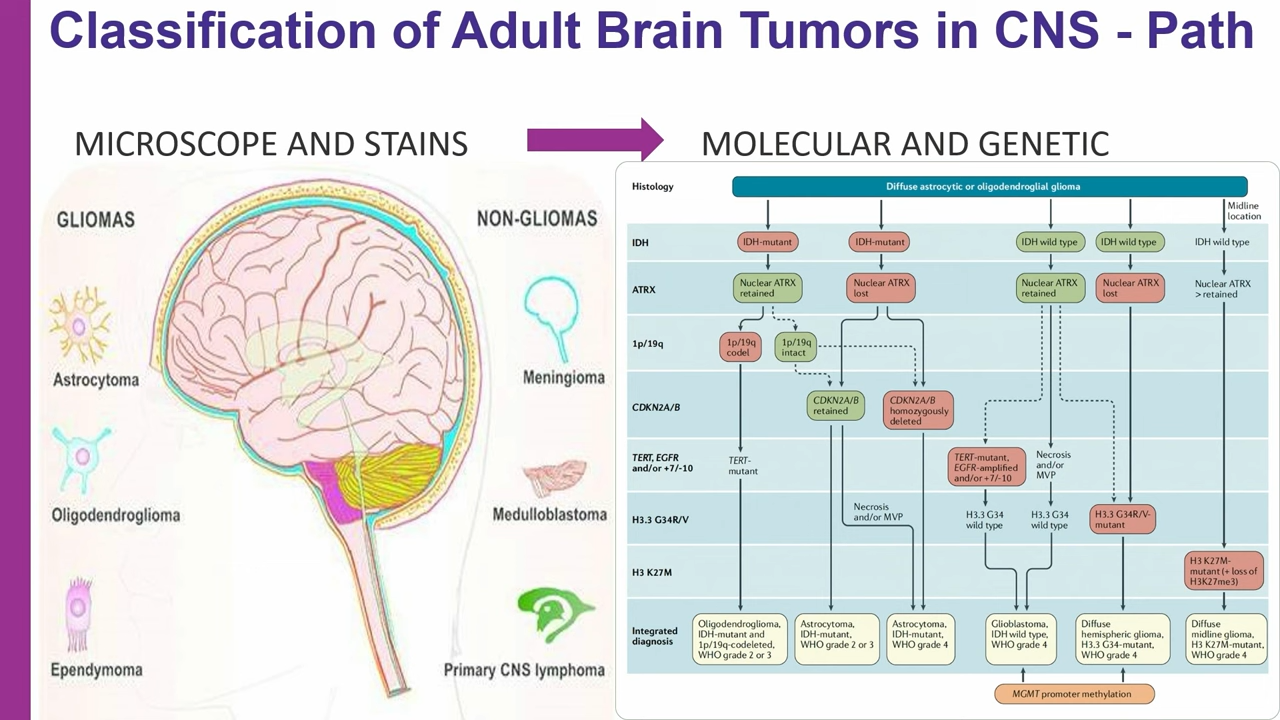 Classification of Adult Brain Tumors in CNS - Path
MICROSCOPE AND STAINS
MOLECULAR AND GENETIC
GLIOMAS
NON-GLIOMAS
Astrocytoma
Meningioma
Oligodendroglioma
Medulloblastoma
Ependymoma
Primary CNS lymphoma
Histology
Diffuse astrocytic or oligodendroglial glioma
Midline
location
IDH
IDH-mutant
IDH-mutant
IDH wild type
IDH wild type
IDH wild type
ATRX
Nuclear ATRX
retained
Nuclear ATRX
lost
Nuclear ATRX
retained
Nuclear ATRX
lost
Nuclear ATRX
> retained
1p/19q
1p/19q
codel
1p/19q
intact
CDKN2A/B
CDKN2A/B
retained
CDKN2A/B
homozygously
deleted
TERT, EGFR
and/or +7/-10
TERT-
mutant
TERT-mutant,
EGFR-amplified
and/or +7/-10
Necrosis
and/or
MVP
H3.3 G34R/V
Necrosis
and/or MVP
H3.3 G34
wild type
H3.3 G34
wild type
H3.3 G34R/V-
mutant
H3 K27M
H3 K27M-
mutant (+ loss of
H3K27me3)
Integrated
diagnosis
Oligodendroglioma,
IDH-mutant and
1p/19q-codeleted,
WHO grade 2 or 3
Astrocytoma,
IDH-mutant,
WHO grade 2 or 3
Astrocytoma,
IDH-mutant,
WHO grade 4
Glioblastoma,
IDH wild type,
WHO grade 4
Diffuse
hemispheric glioma,
H3.3 G34-mutant,
WHO grade 4
Diffuse
midline glioma,
H3 K27M-mutant,
WHO grade 4
MGMT promoter methylation